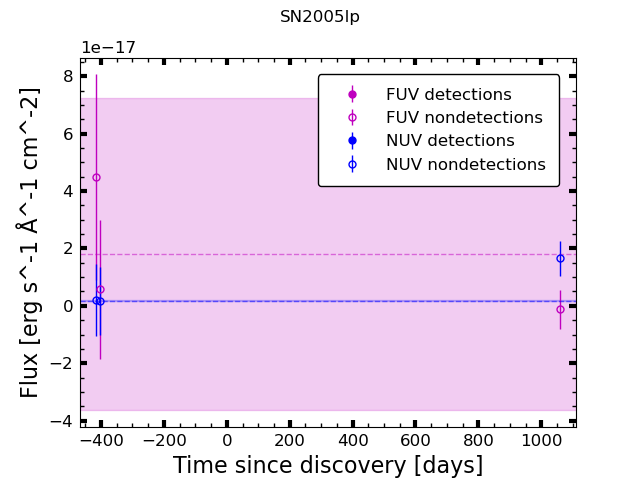 SN2005lp
1e−17
8
6
4
2
0
−2
−4
−400
−200
0
200
400
600
800
1000
Flux [erg s^-1 Å^-1 cm^-2]
Time since discovery [days]
FUV detections
FUV nondetections
NUV detections
NUV nondetections